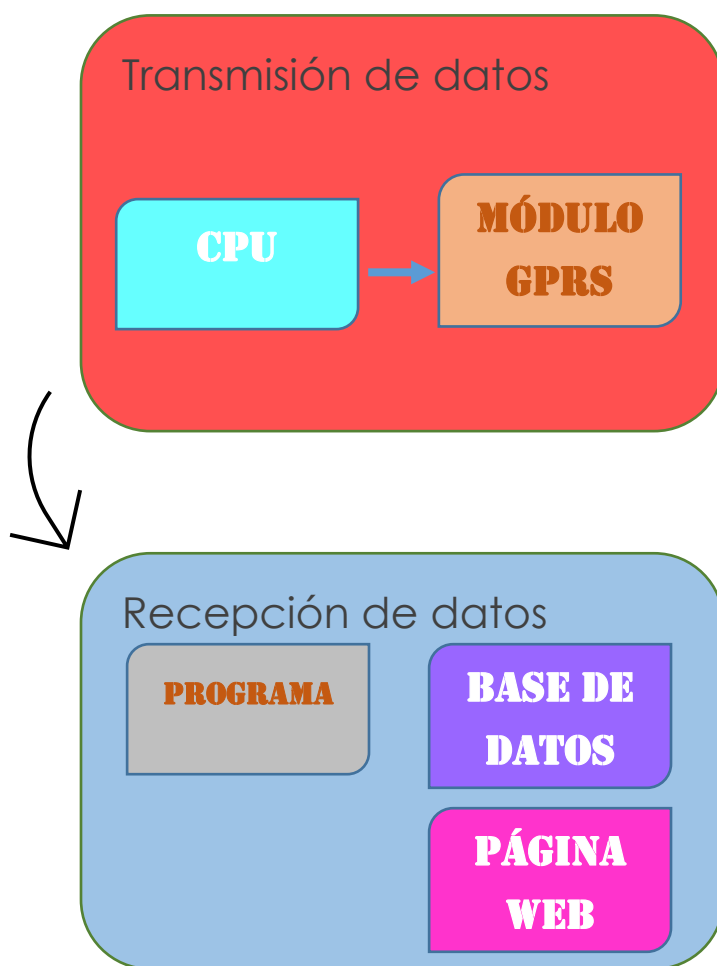 Transmisión de datos
CPU
MÓDULO
GPRS
Recepción de datos
PROGRAMA
BASE DE
DATOS
PÁGINA
WEB